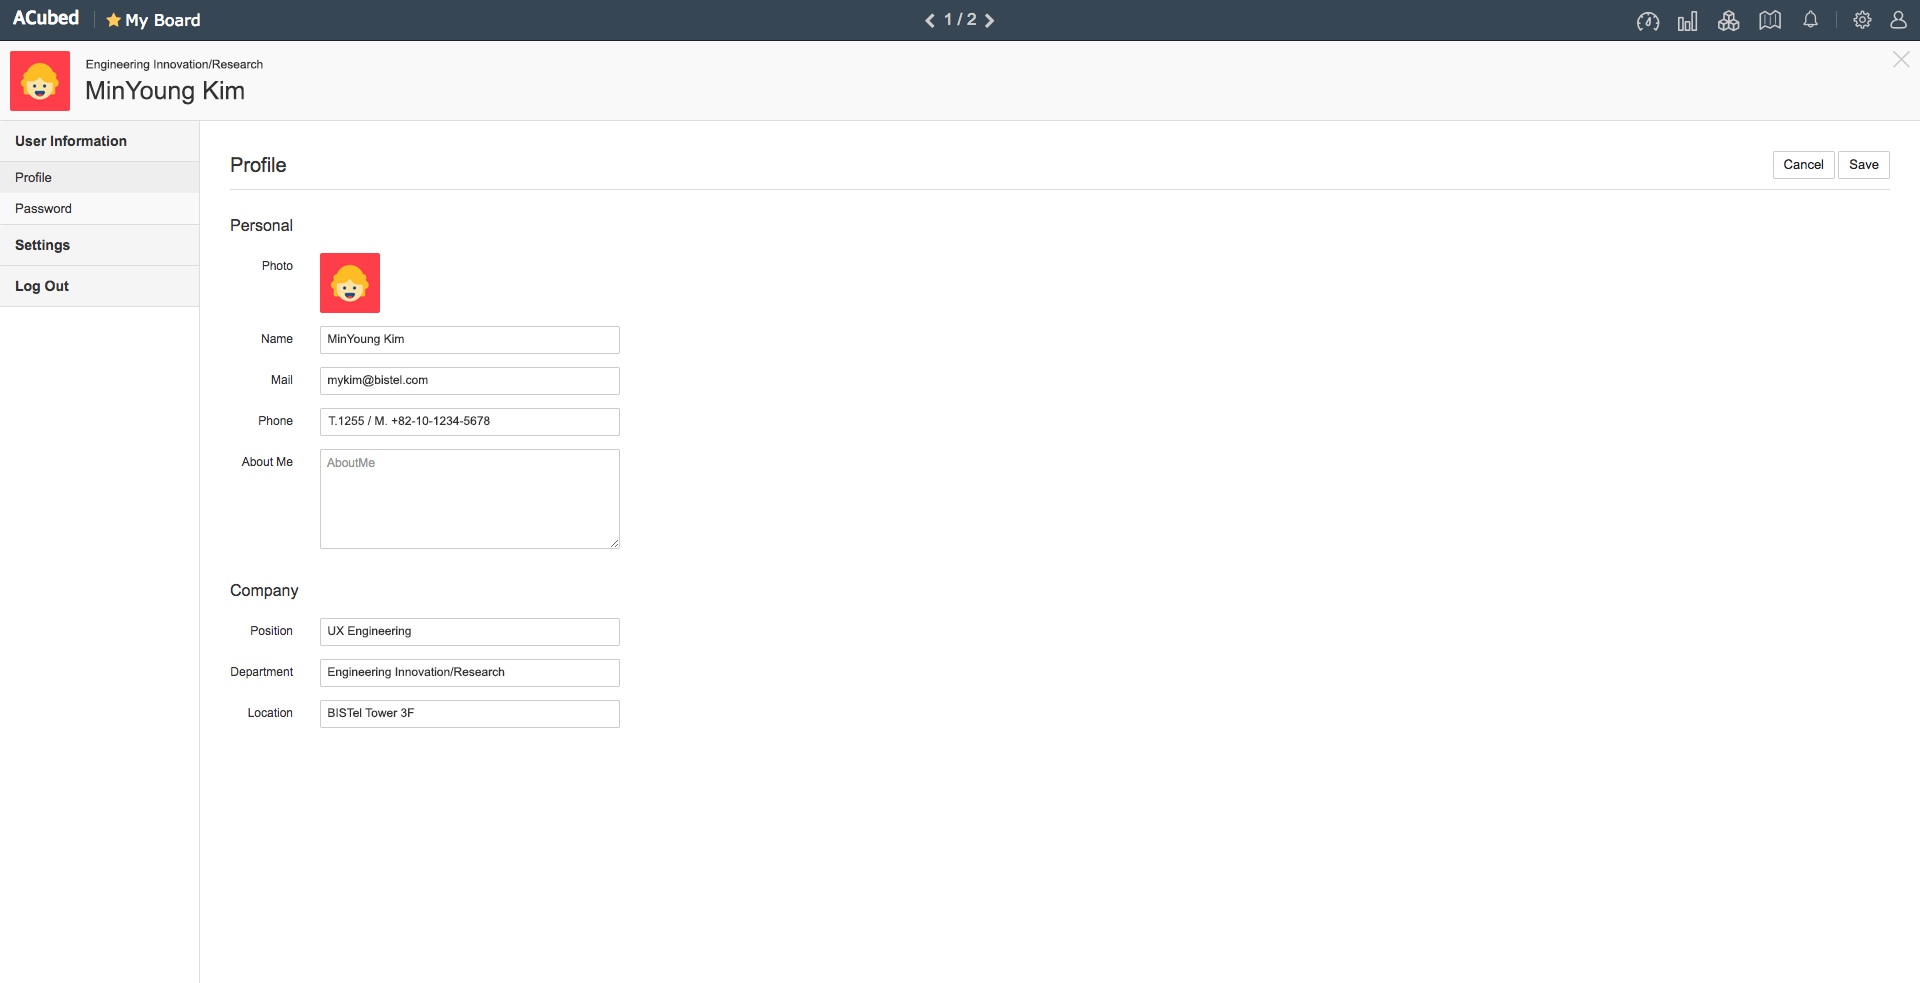 ACubed
My Board
1 / 2
Engineering Innovation/Research
MinYoung Kim
User Information
Profile
Password
Settings
Log Out
Profile
Cancel
Save
Personal
Photo
Name
MinYoung Kim
Mail
mykim@bistel.com
Phone
T.1255 / M. +82-10-1234-5678
About Me
AboutMe
Company
Position
UX Engineering
Department
Engineering Innovation/Research
Location
BISTel Tower 3F